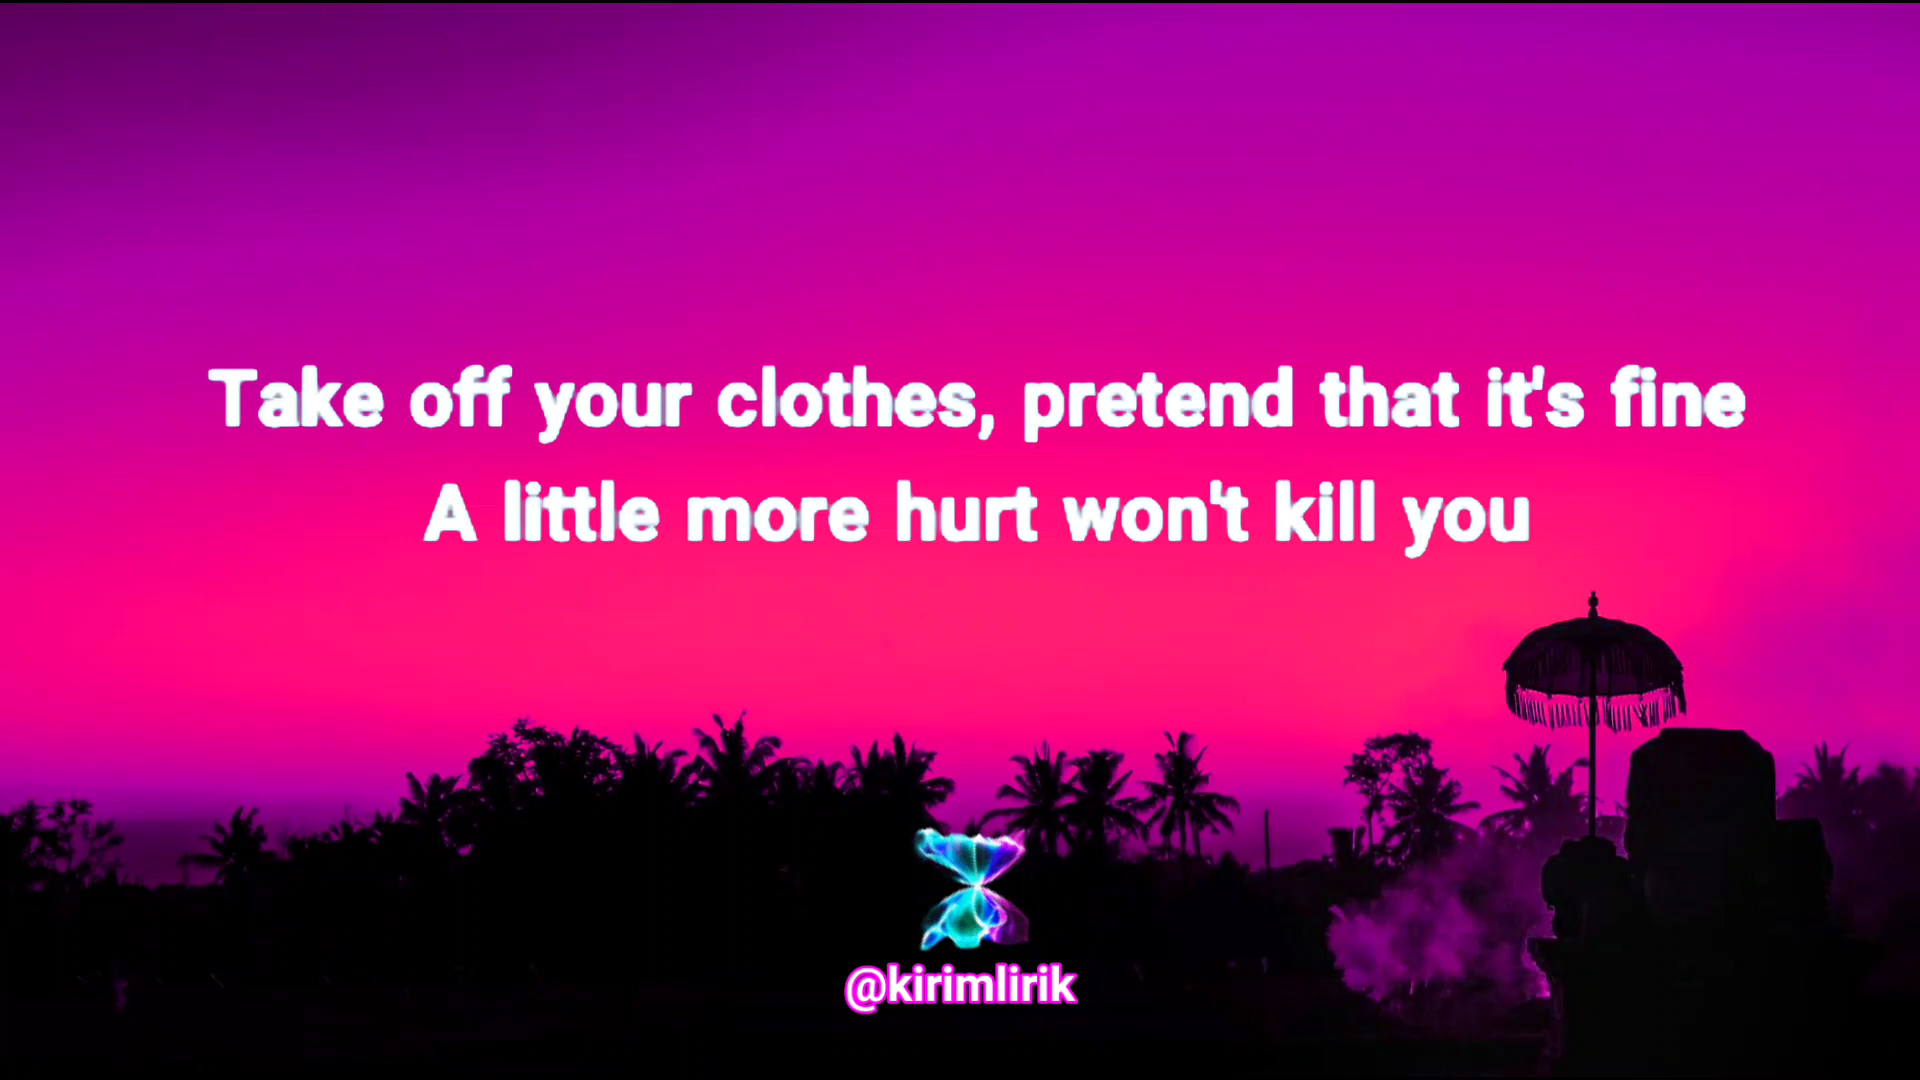 Take off your clothes, pretend that it's fine
A little more hurt won't kill you
@kirimlirik